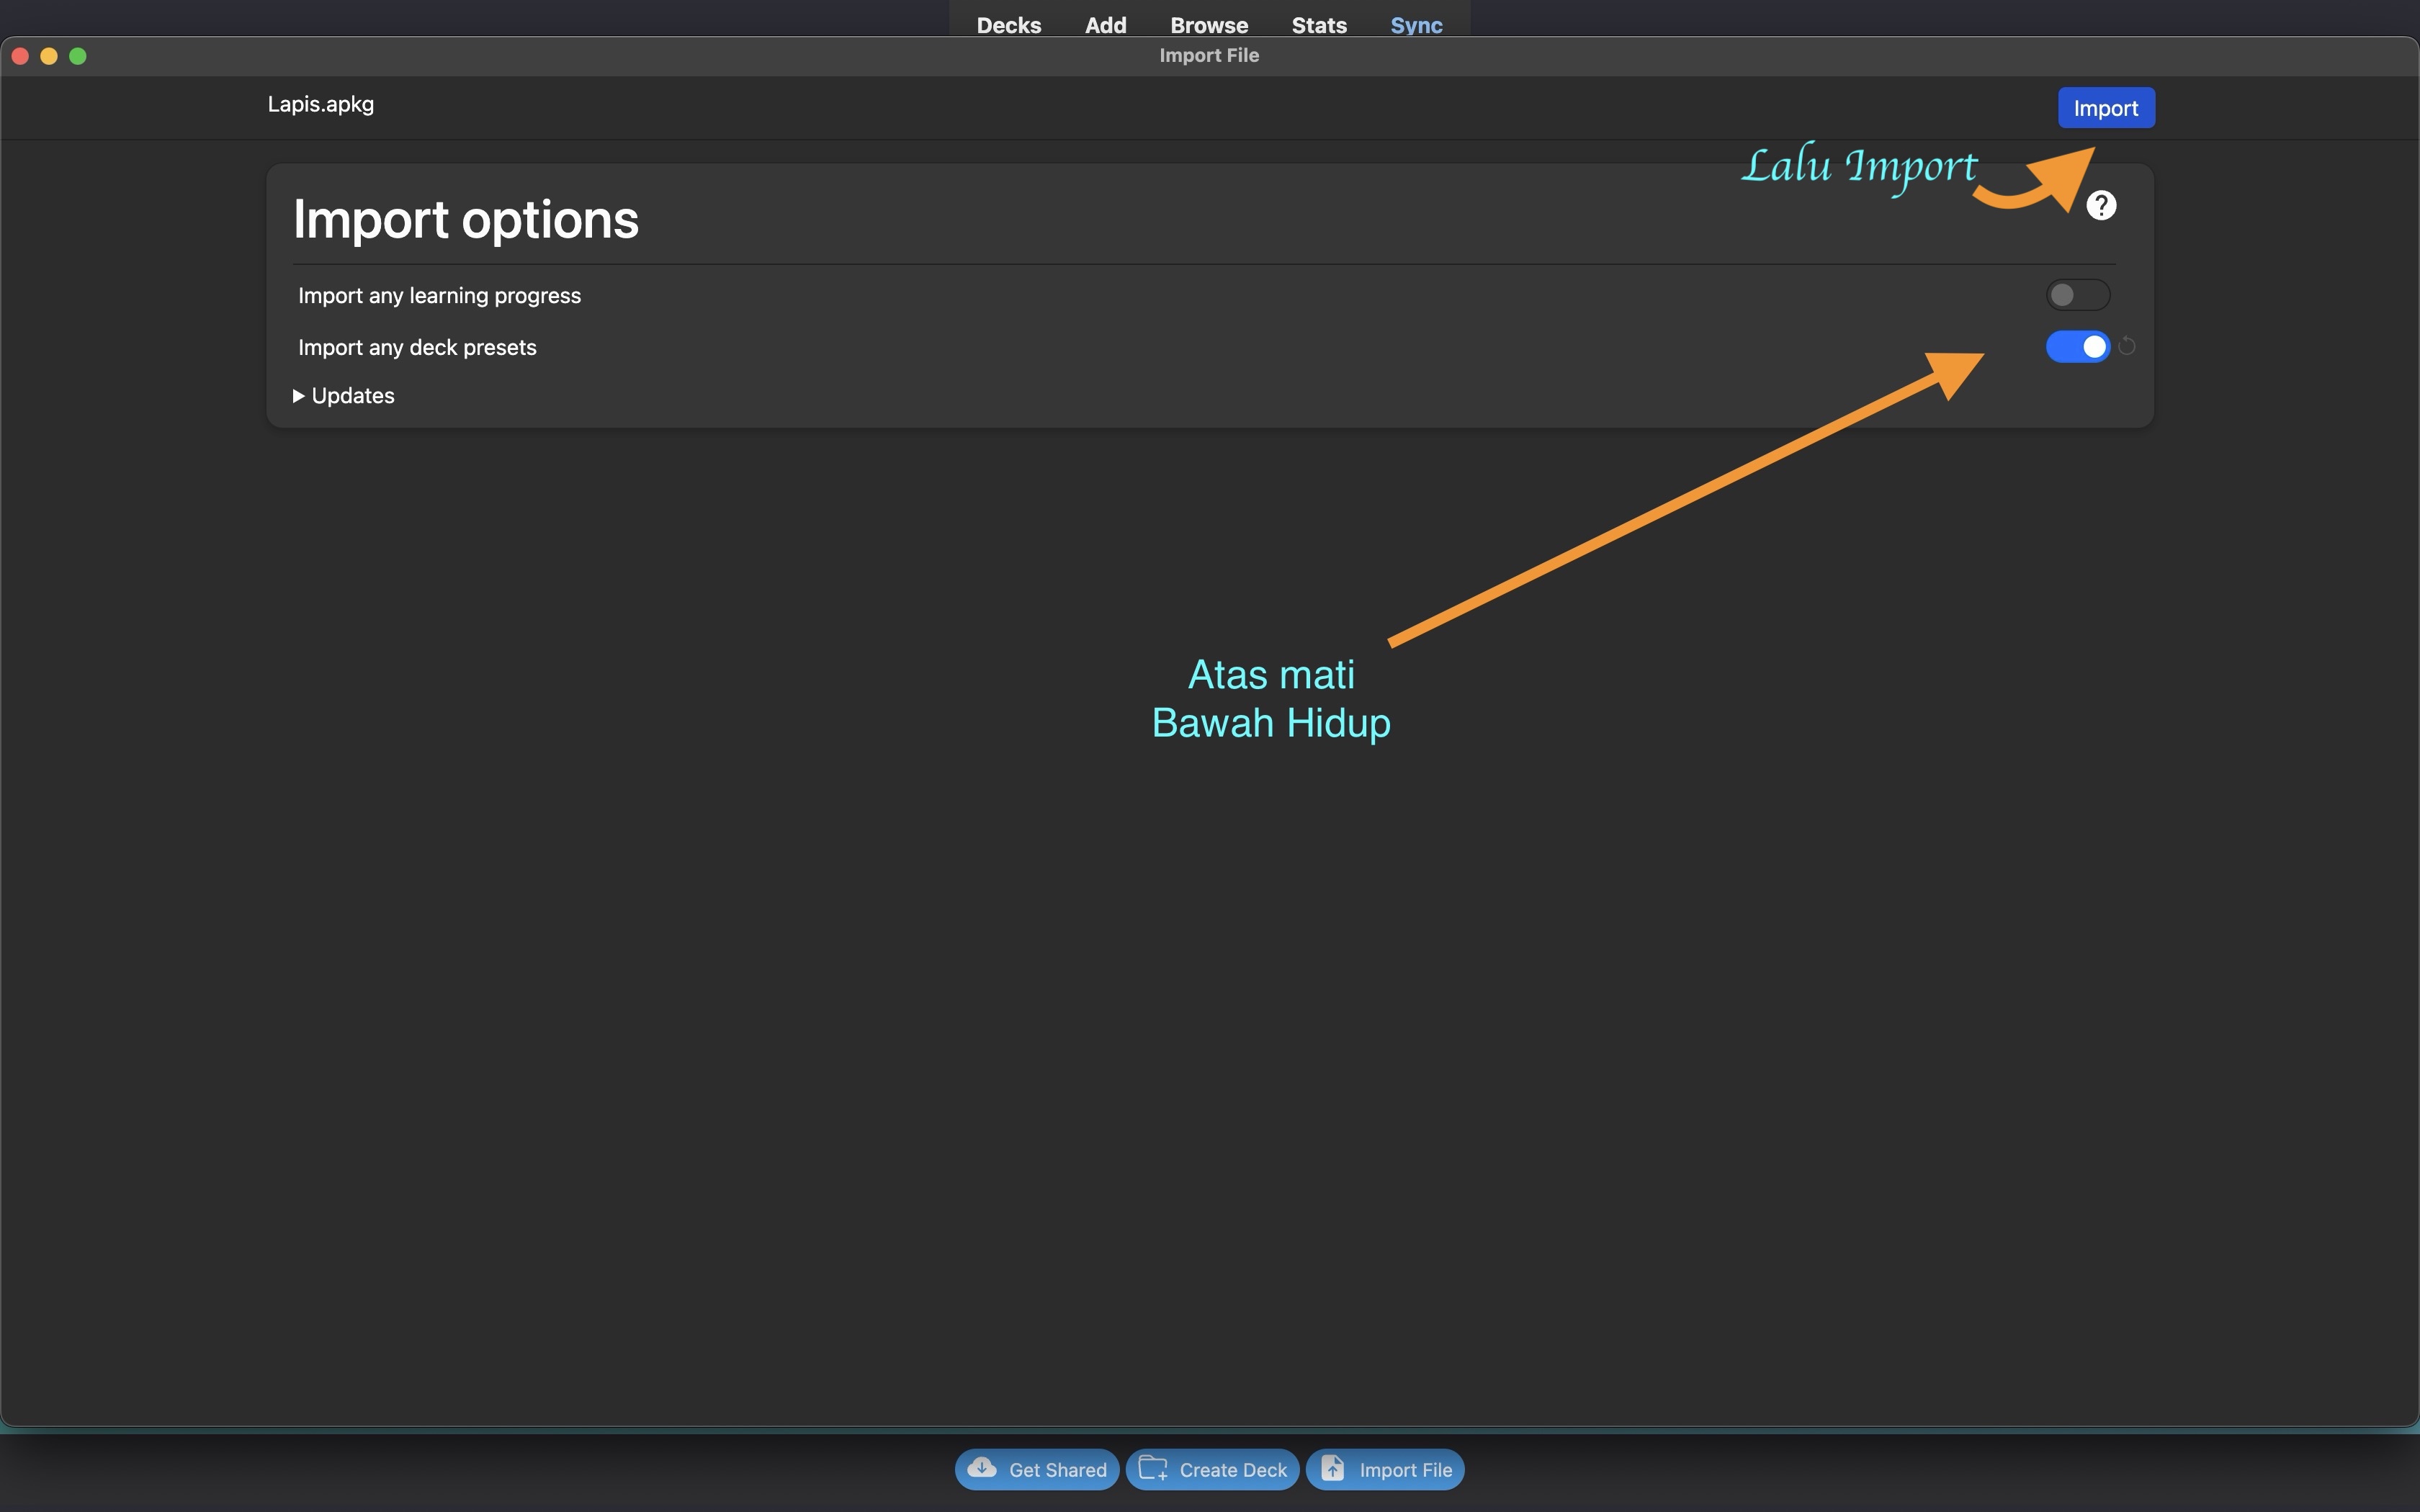 Decks Add Browse Stats Sync
Import File
Lapis.apkg
Import
Lalu Import
Import options
?
Import any learning progress
Import any deck presets
Updates
Atas mati
Bawah Hidup
Get Shared Create Deck Import File